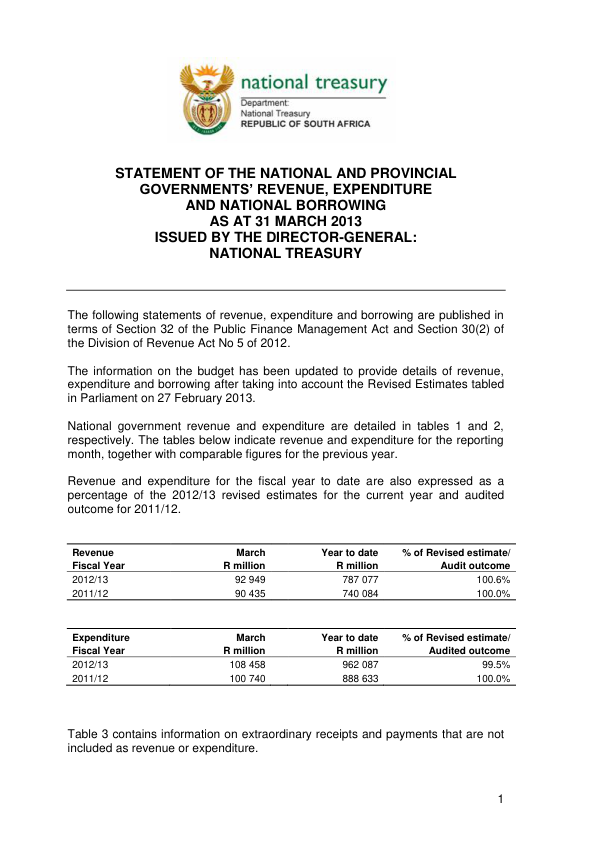 national treasury
Department:
National Treasury
REPUBLIC OF SOUTH AFRICA
STATEMENT OF THE NATIONAL AND PROVINCIAL
GOVERNMENTS' REVENUE, EXPENDITURE
AND NATIONAL BORROWING
AS AT 31 MARCH 2013
ISSUED BY THE DIRECTOR-GENERAL:
NATIONAL TREASURY
The following statements of revenue, expenditure and borrowing are published in
terms of Section 32 of the Public Finance Management Act and Section 30(2) of
the Division of Revenue Act No 5 of 2012.
The information on the budget has been updated to provide details of revenue,
expenditure and borrowing after taking into account the Revised Estimates tabled
in Parliament on 27 February 2013.
National government revenue and expenditure are detailed in tables 1 and 2,
respectively. The tables below indicate revenue and expenditure for the reporting
month, together with comparable figures for the previous year.
Revenue and expenditure for the fiscal year to date are also expressed as a
percentage of the 2012/13 revised estimates for the current year and audited
outcome for 2011/12.
Revenue March Year to date % of Revised estimate/
Fiscal Year R million R million Audit outcome
2012/13 92 949 787 077 100.6%
2011/12 90 435 740 084 100.0%
Expenditure March Year to date % of Revised estimate/
Fiscal Year R million R million Audited outcome
2012/13 108 458 962 087 99.5%
2011/12 100 740 888 633 100.0%
Table 3 contains information on extraordinary receipts and payments that are not
included as revenue or expenditure.
1